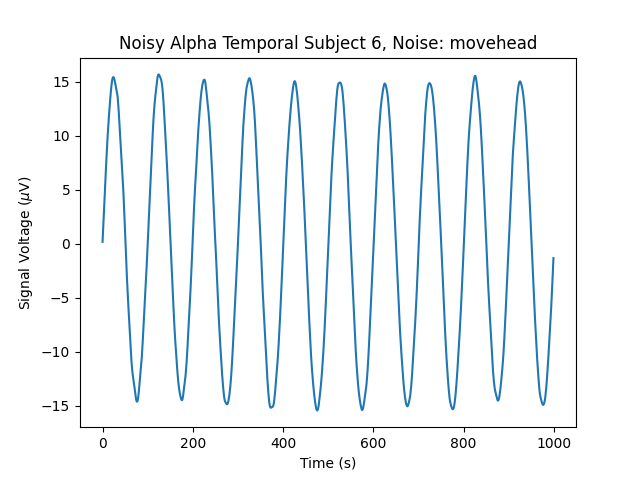 Noisy Alpha Temporal Subject 6, Noise: movehead
15
10
5
0
−5
−10
−15
Signal Voltage (μV)
0 200 400 600 800 1000
Time (s)